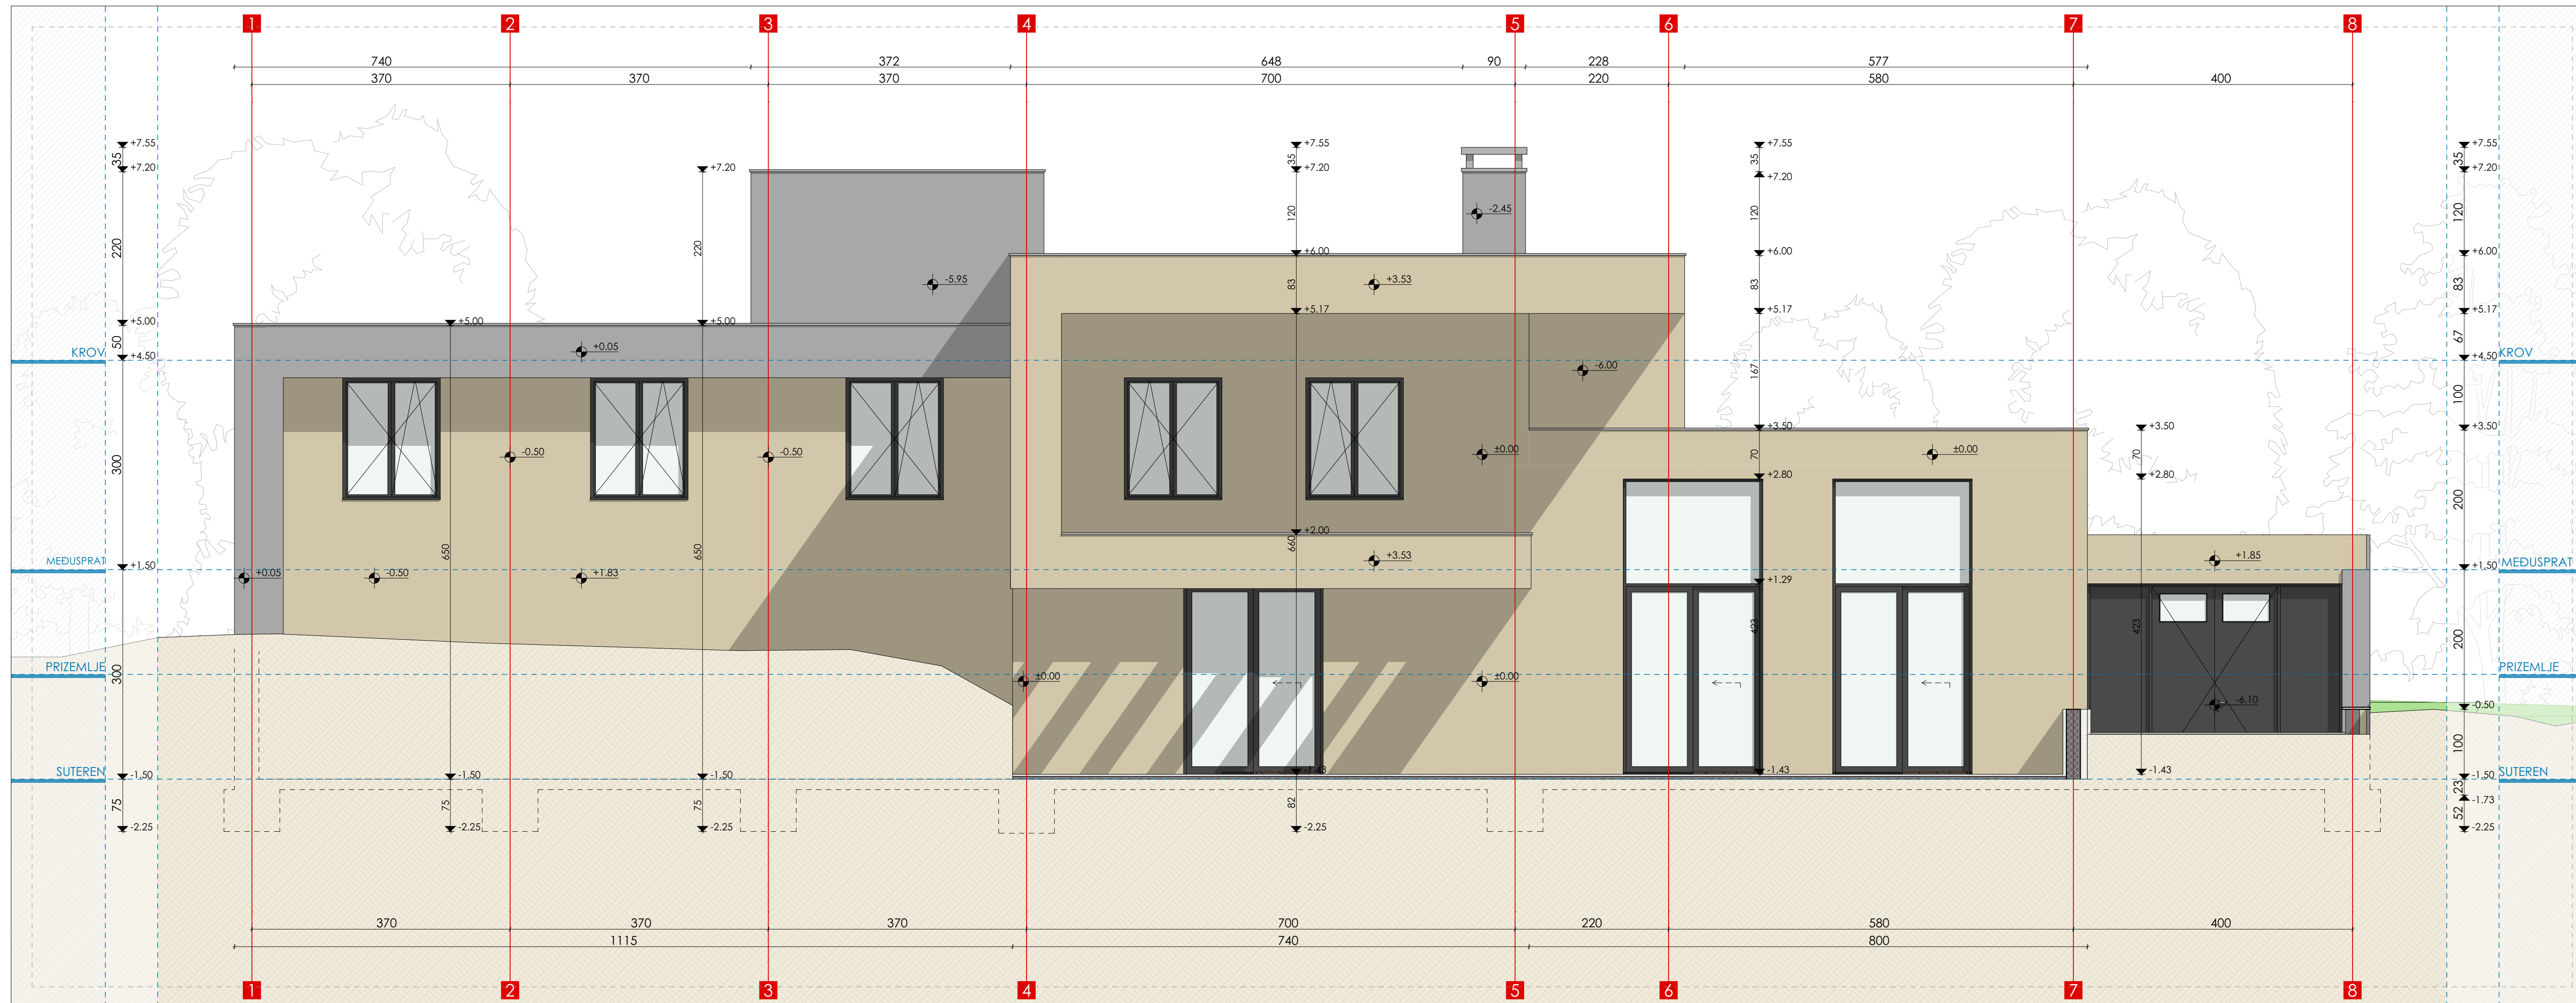 1 2 3 4 5 6 7 8
740 372 648 90 228 577
370 370 370 700 220 580 400
+7.55 +7.55 +7.55 +7.55
35 35 35 35
+7.20 +7.20 +7.20 +7.20 +7.20
-2.45
220 220 120 120 120
+6.00 +6.00 +6.00
-5.95 83 +3.53 83 83
+5.17 +5.17 +5.17
+5.00 +5.00 +5.00
50 +0.05 67
KROV +4.50 +4.50 KROV
-6.00 167
100
+3.50 +3.50 +3.50
300 -0.50 -0.50 ±0.00 70 ±0.00 70
+2.80 +2.80
200
+2.00
650 650 660 +3.53 +1.85
MEĐUSPRAT +1.50 +1.50 MEĐUSPRAT
+0.05 -0.50 +1.83 +1.29
423 423
200
PRIZEMLJE 300 ±0.00 ±0.00 PRIZEMLJE
-6.10 -0.50
100
SUTEREN -1.50 -1.50 -1.50 -1.43 -1.43 -1.43 -1.50 SUTEREN
23
-1.73
75 75 75 82 52
-2.25 -2.25 -2.25 -2.25 -2.25
370 370 370 700 220 580 400
1115 740 800
1 2 3 4 5 6 7 8